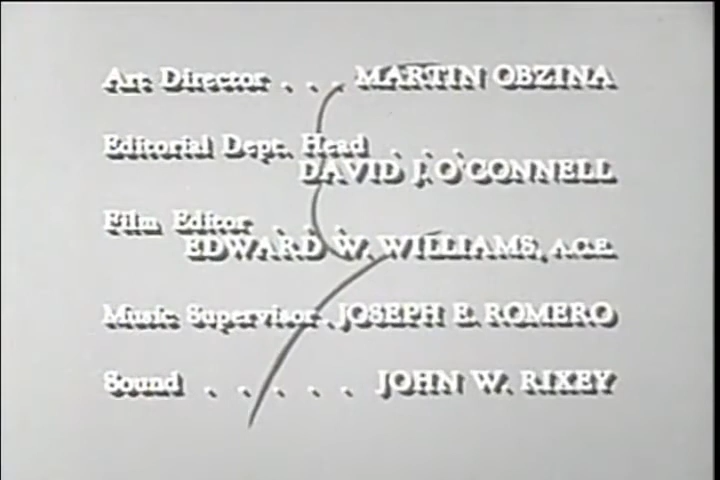 Art Director . . . MARTIN OBZINA
Editorial Dept. Head . . .
DAVID J. O'CONNELL
Film Editor . . .
EDWARD W. WILLIAMS, A.C.E.
Music Supervisor . JOSEPH E. ROMERO
Sound . . . . . JOHN W. RIXEY